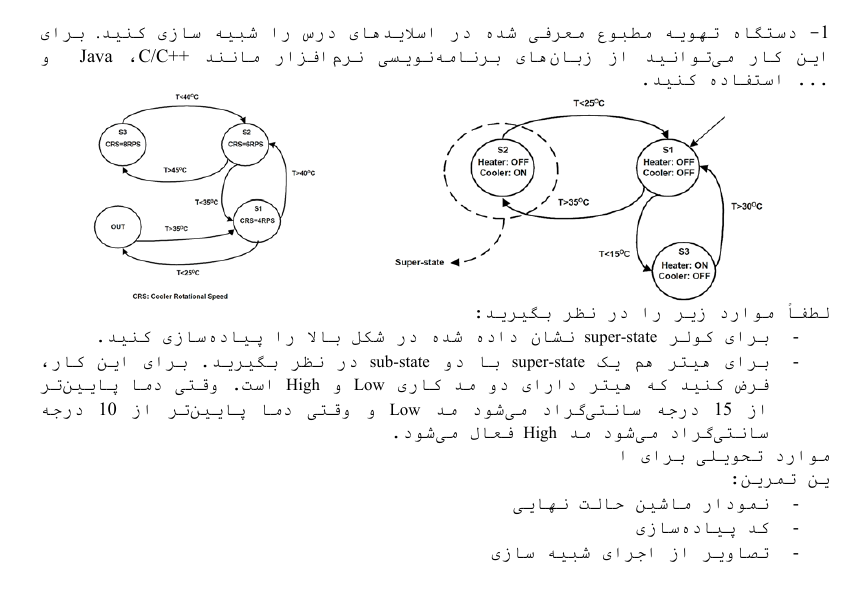 1- دستگاه تهویه مطبوع معرفی شده در اسلایدهای درس را شبیه سازی کنید. برای
این کار می‌توانید از زبان‌های برنامه‌نویسی نرم‌افزار مانند C/C++، Java و
... استفاده کنید.
T<40°C
S3
CRS=8RPS
S2
CRS=6RPS
T>45°C
T>40°C
T<35°C
S1
CRS=4RPS
OUT
T>35°C
T<25°C
CRS: Cooler Rotational Speed
T<25°C
S2
Heater: OFF
Cooler: ON
S1
Heater: OFF
Cooler: OFF
T>35°C
T>30°C
T<15°C
S3
Heater: ON
Cooler: OFF
Super-state
لطفاً موارد زیر را در نظر بگیرید:
- برای کولر super-state نشان داده شده در شکل بالا را پیاده‌سازی کنید.
- برای هیتر هم یک super-state با دو sub-state در نظر بگیرید. برای این کار،
فرض کنید که هیتر دارای دو مد کاری Low و High است. وقتی دما پایین‌تر
از 15 درجه سانتی‌گراد می‌شود مد Low و وقتی دما پایین‌تر از 10 درجه
سانتی‌گراد می‌شود مد High فعال می‌شود.
موارد تحویلی برای ا
ین تمرین:
- نمودار ماشین حالت نهایی
- کد پیاده‌سازی
- تصاویر از اجرای شبیه سازی